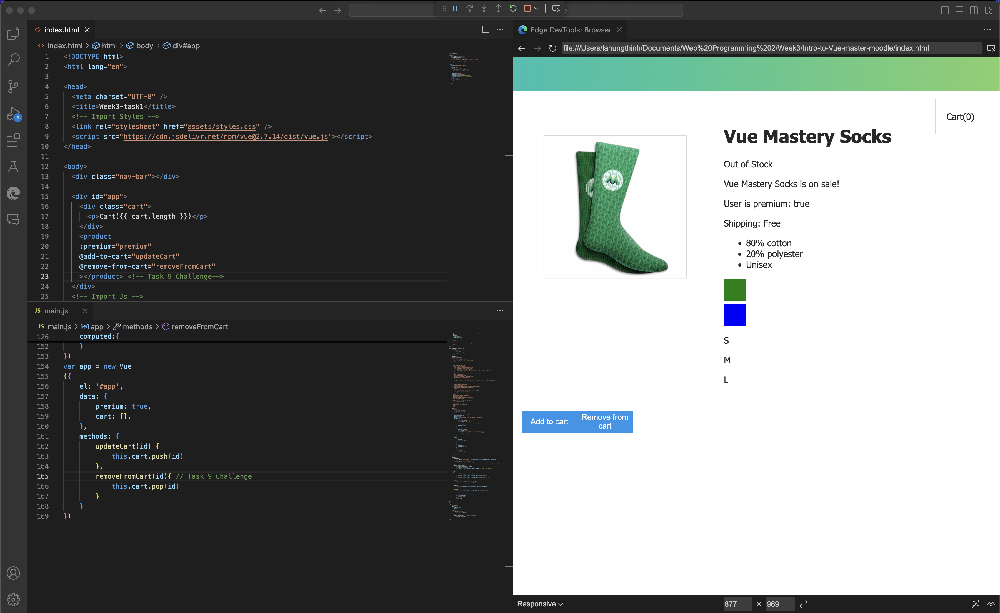 index.html
index.html > html > body > div#app
1 <!DOCTYPE html>
2 <html lang="en">
3
4 <head>
5 <meta charset="UTF-8" />
6 <title>Week3-task1</title>
7 <!-- Import Styles -->
8 <link rel="stylesheet" href="assets/styles.css" />
9 <script src="https://cdn.jsdelivr.net/npm/vue@2.7.14/dist/vue.js"></script>
10 </head>
11
12 <body>
13 <div class="nav-bar"></div>
14
15 <div id="app">
16 <div class="cart">
17 <p>Cart({{ cart.length }})</p>
18 </div>
19 <product
20 :premium="premium"
21 @add-to-cart="updateCart"
22 @remove-from-cart="removeFromCart"
23 ></product> <!-- Task 9 Challenge-->
24 </div>
25 <!-- Import Js -->
1
JS main.js
JS main.js > app > methods > removeFromCart
126 computed:{
152 }
153 })
154 var app = new Vue
155 ({
156 el: '#app',
157 data: {
158 premium: true,
159 cart: [],
160 },
161 methods: {
162 updateCart(id) {
163 this.cart.push(id)
164 },
165 removeFromCart(id){ // Task 9 Challenge
166 this.cart.pop(id)
167 }
168 }
169 })
Edge DevTools: Browser
file:///Users/lahungthinh/Documents/Web%20Programming%202/Week3/Intro-to-Vue-master-moodle/index.html
Cart(0)
Vue Mastery Socks
Out of Stock
Vue Mastery Socks is on sale!
User is premium: true
Shipping: Free
• 80% cotton
• 20% polyester
• Unisex
S
M
L
Add to cart
Remove from
cart
Responsive
877 × 969